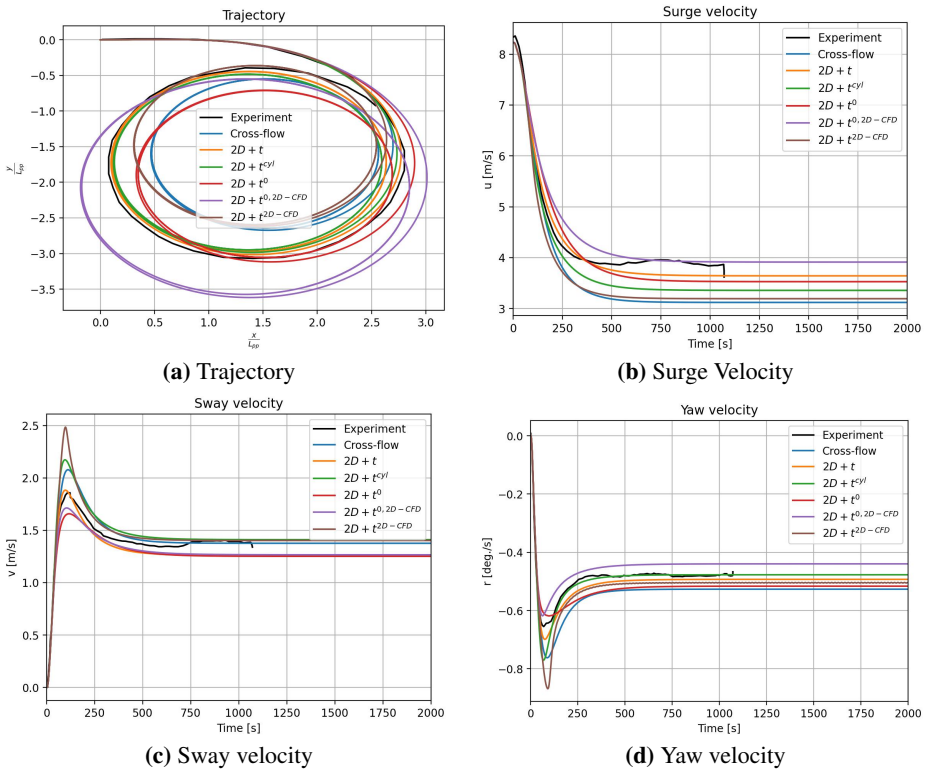 Trajectory
0.0
−0.5
−1.0
−1.5
−2.0
−2.5
−3.0
−3.5
y/L_pp
0.0 0.5 1.0 1.5 2.0 2.5 3.0
x/L_pp
Experiment
Cross-flow
2D + t
2D + t^cyl
2D + t^0
2D + t^0, 2D−CFD
2D + t^2D−CFD
(a) Trajectory
Surge velocity
8
7
6
5
4
3
u [m/s]
0 250 500 750 1000 1250 1500 1750 2000
Time [s]
Experiment
Cross-flow
2D + t
2D + t^cyl
2D + t^0
2D + t^0, 2D−CFD
2D + t^2D−CFD
(b) Surge Velocity
Sway velocity
2.5
2.0
1.5
1.0
0.5
0.0
v [m/s]
0 250 500 750 1000 1250 1500 1750 2000
Time [s]
Experiment
Cross-flow
2D + t
2D + t^cyl
2D + t^0
2D + t^0, 2D−CFD
2D + t^2D−CFD
(c) Sway velocity
Yaw velocity
0.0
−0.2
−0.4
−0.6
−0.8
r [deg./s]
0 250 500 750 1000 1250 1500 1750 2000
Time [s]
Experiment
Cross-flow
2D + t
2D + t^cyl
2D + t^0
2D + t^0, 2D−CFD
2D + t^2D−CFD
(d) Yaw velocity